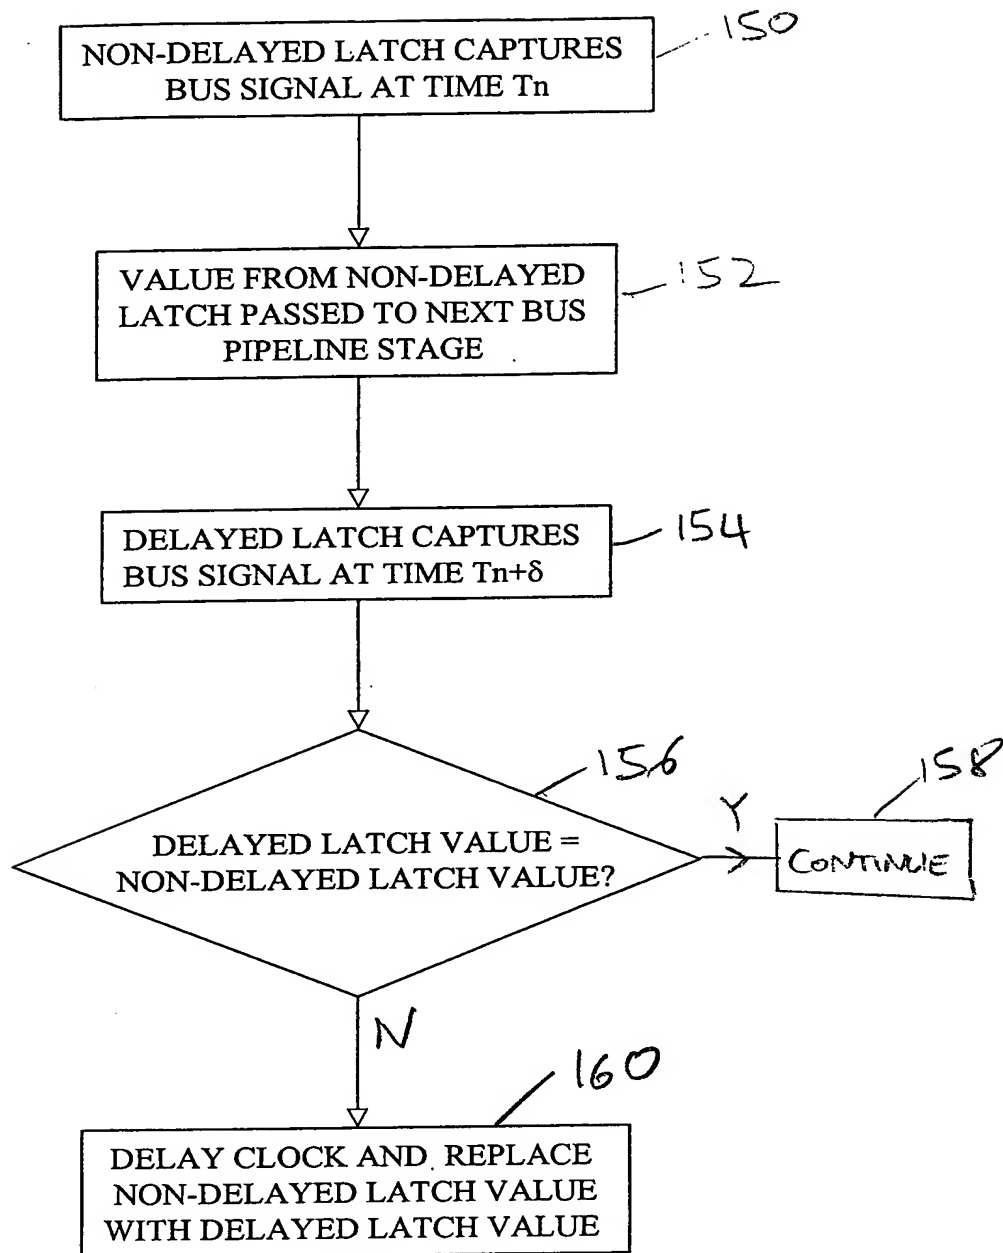 NON-DELAYED LATCH CAPTURES
BUS SIGNAL AT TIME Tn
150
VALUE FROM NON-DELAYED
LATCH PASSED TO NEXT BUS
PIPELINE STAGE
152
DELAYED LATCH CAPTURES
BUS SIGNAL AT TIME Tn+δ
154
156
DELAYED LATCH VALUE =
NON-DELAYED LATCH VALUE?
Y
158
CONTINUE
N
160
DELAY CLOCK AND REPLACE
NON-DELAYED LATCH VALUE
WITH DELAYED LATCH VALUE